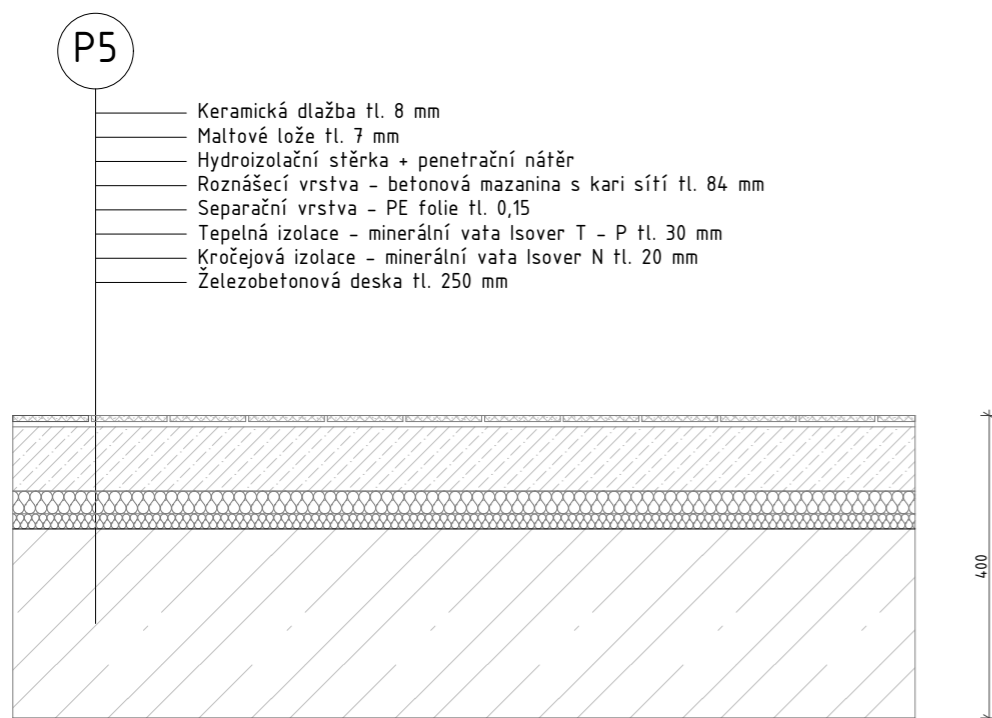 P5
Keramická dlažba tl. 8 mm
Maltové lože tl. 7 mm
Hydroizolační stěrka + penetrační nátěr
Roznášecí vrstva - betonová mazanina s kari sítí tl. 84 mm
Separační vrstva - PE folie tl. 0,15
Tepelná izolace - minerální vata Isover T - P tl. 30 mm
Kročejová izolace - minerální vata Isover N tl. 20 mm
Železobetonová deska tl. 250 mm
400